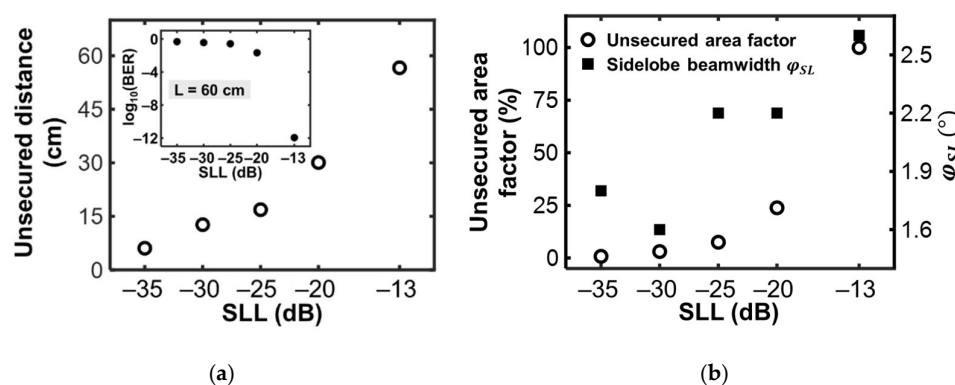 (a)
Unsecured distance
(cm)
60
45
30
15
0
−35
−30
−25
−20
−13
SLL (dB)
log10(BER)
0
−4
−8
−12
L = 60 cm
−35
−30
−25
−20
−13
SLL (dB)
(a)
(b)
Unsecured area
factor (%)
100
75
50
25
0
Unsecured area factor
Sidelobe beamwidth φSL
2.5
2.2
1.9
1.6
φSL (°)
−35
−30
−25
−20
−13
SLL (dB)
(b)